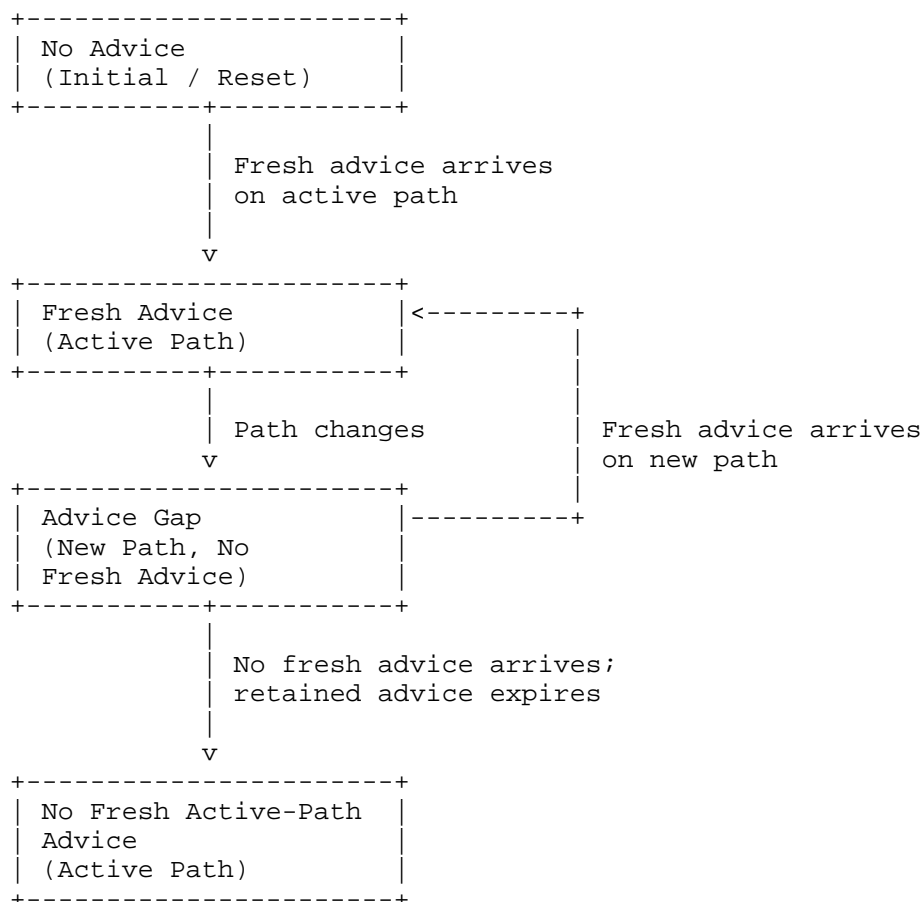 No Advice
(Initial / Reset)
Fresh advice arrives
on active path
v
Fresh Advice
(Active Path)
Path changes
v
Fresh advice arrives
on new path
Advice Gap
(New Path, No
Fresh Advice)
No fresh advice arrives;
retained advice expires
v
No Fresh Active-Path
Advice
(Active Path)